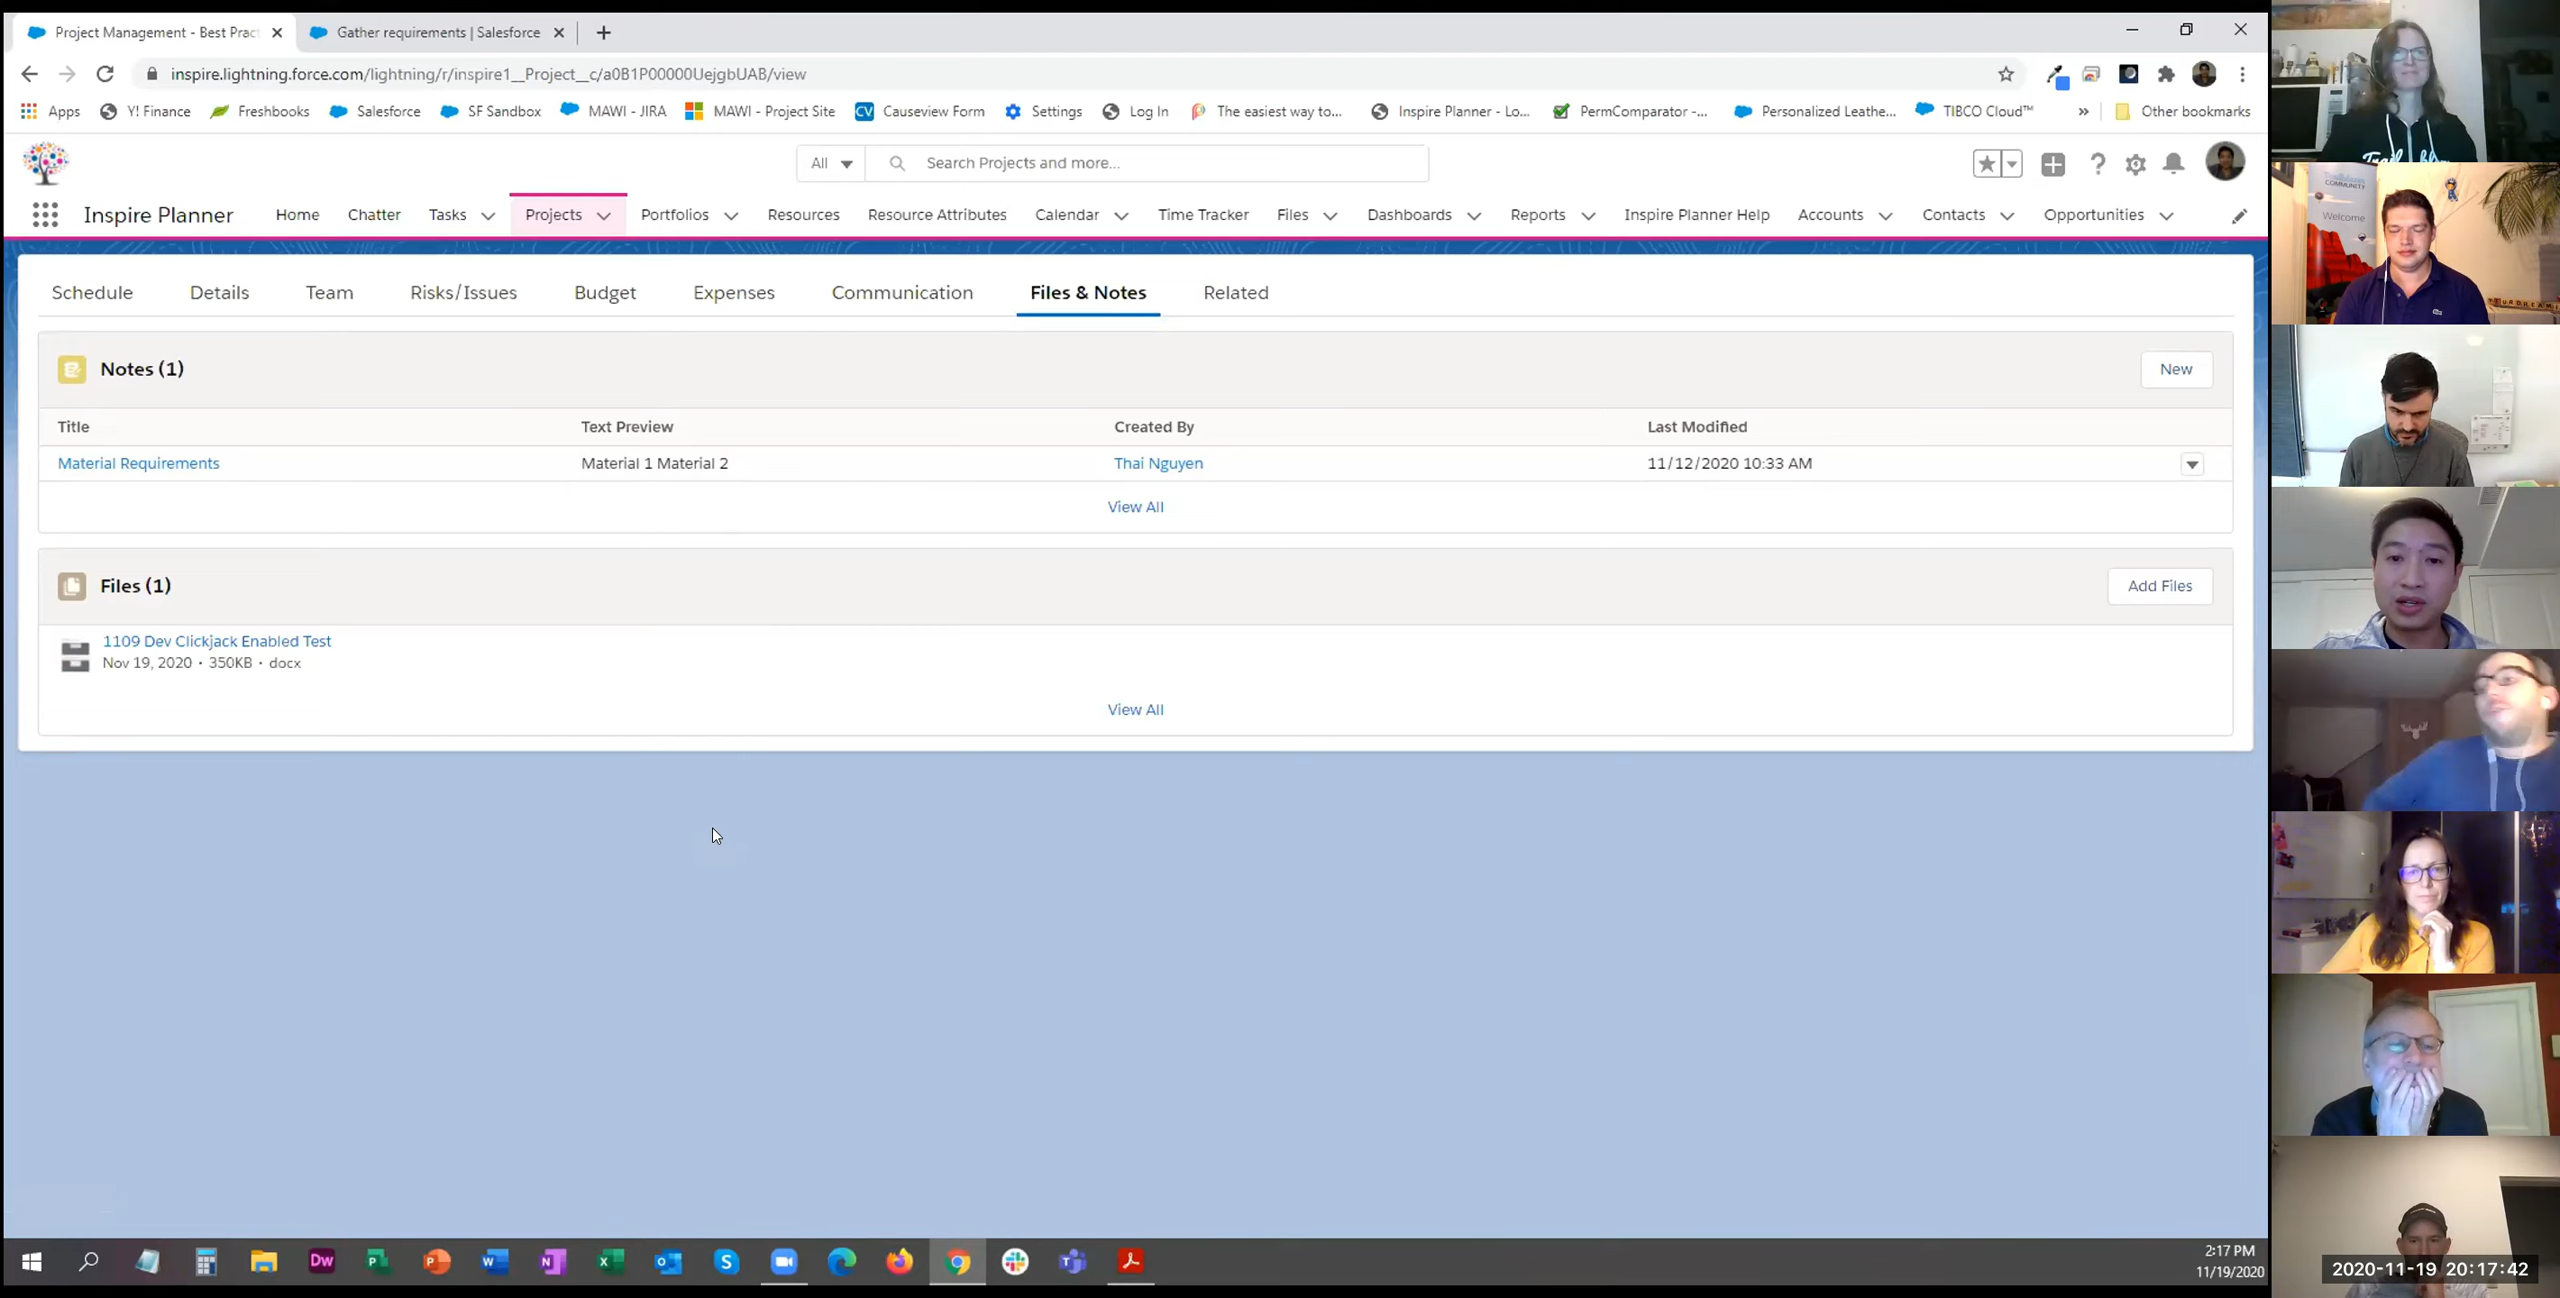 Project Management - Best Pract
Gather requirements | Salesforce
inspire.lightning.force.com/lightning/r/inspire1__Project__c/a0B1P00000UejgbUAB/view
Apps Y! Finance Freshbooks Salesforce SF Sandbox MAWI - JIRA MAWI - Project Site Causeview Form Settings Log In The easiest way to... Inspire Planner - Lo... PermComparator -... Personalized Leathe... TIBCO Cloud™ » Other bookmarks
All Search Projects and more...
Inspire Planner Home Chatter Tasks Projects Portfolios Resources Resource Attributes Calendar Time Tracker Files Dashboards Reports Inspire Planner Help Accounts Contacts Opportunities
Schedule Details Team Risks/Issues Budget Expenses Communication Files & Notes Related
Notes (1) New
Title Text Preview Created By Last Modified
Material Requirements Material 1 Material 2 Thai Nguyen 11/12/2020 10:33 AM
View All
Files (1) Add Files
1109 Dev Clickjack Enabled Test
Nov 19, 2020 · 350KB · docx
View All
COMMUNITY
Welcome
2:17 PM
11/19/2020
2020-11-19 20:17:42